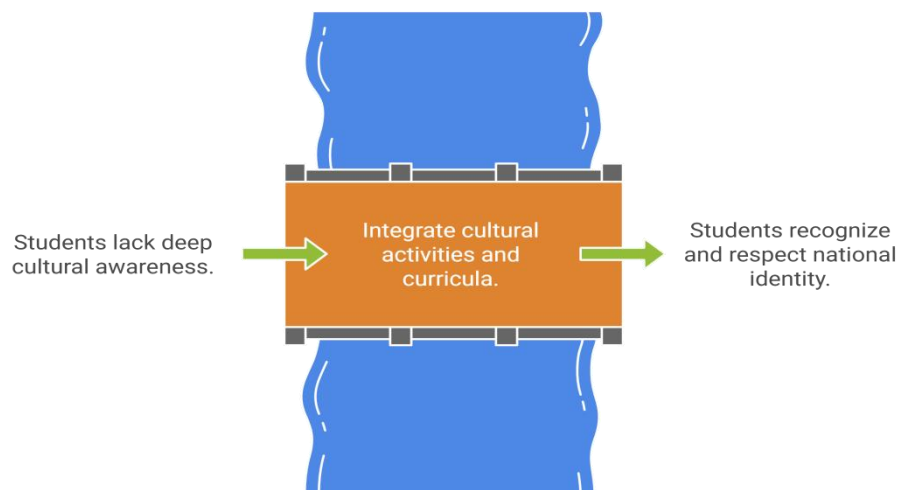 Students lack deep
cultural awareness.
Integrate cultural
activities and
curricula.
Students recognize
and respect national
identity.